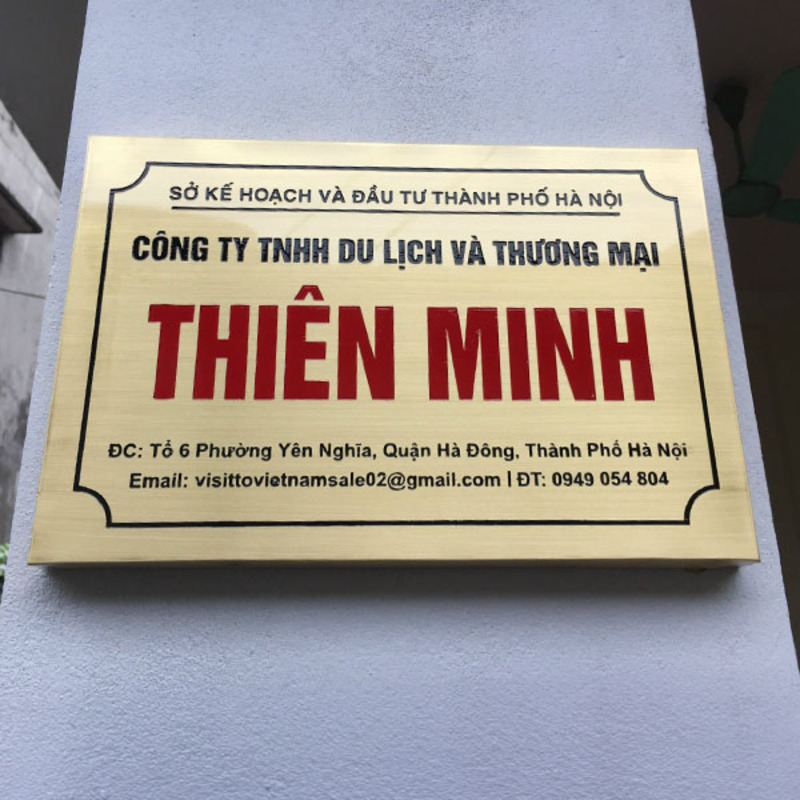 SỞ KẾ HOẠCH VÀ ĐẦU TƯ THÀNH PHỐ HÀ NỘI
CÔNG TY TNHH DU LỊCH VÀ THƯƠNG MẠI
THIÊN MINH
ĐC: Tổ 6 Phường Yên Nghĩa, Quận Hà Đông, Thành Phố Hà Nội
Email: visittovietnamsale02@gmail.com | ĐT: 0949 054 804